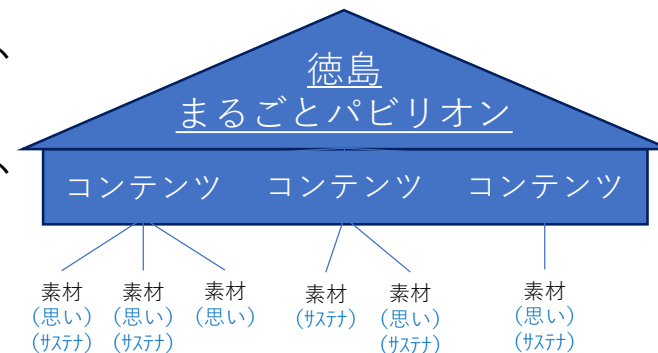 徳島
まるごとパビリオン
コンテンツ コンテンツ コンテンツ
素材 素材 素材 素材 素材 素材
(思い) (思い) (思い) (ｻｽﾃﾅ) (思い) (思い)
(ｻｽﾃﾅ) (ｻｽﾃﾅ) (ｻｽﾃﾅ) (ｻｽﾃﾅ)
、
、